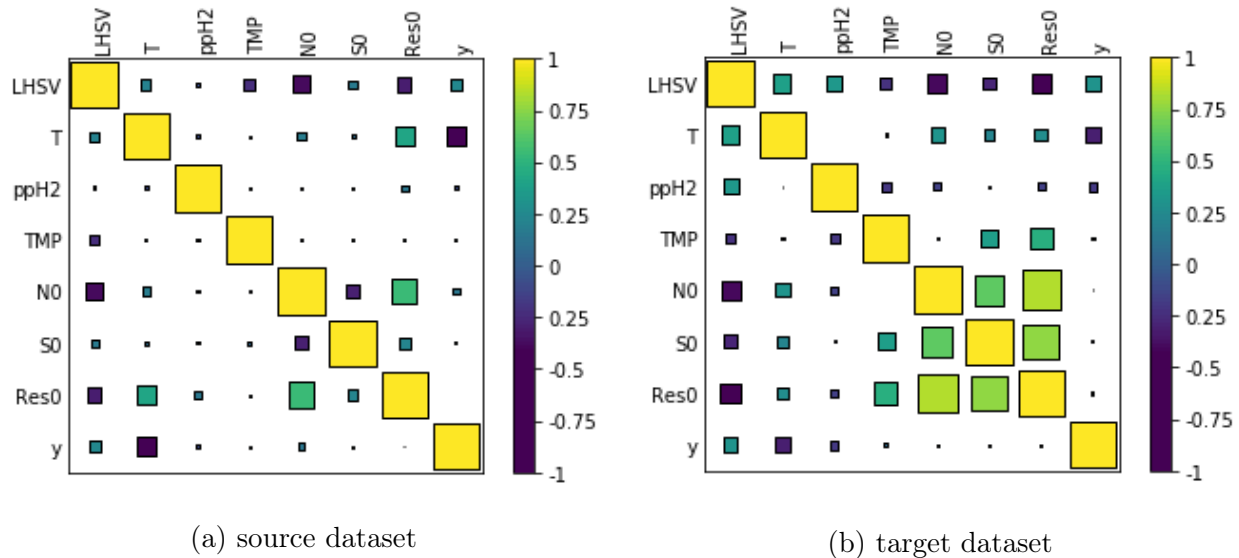 LHSV T ppH2 TMP N0 S0 Res0 y
LHSV
T
ppH2
TMP
N0
S0
Res0
y
1
0.75
0.5
0.25
0
0.25
-0.5
-0.75
-1
(a) source dataset
LHSV T ppH2 TMP N0 S0 Res0 y
LHSV
T
ppH2
TMP
N0
S0
Res0
y
1
0.75
0.5
0.25
0
0.25
-0.5
-0.75
-1
(b) target dataset